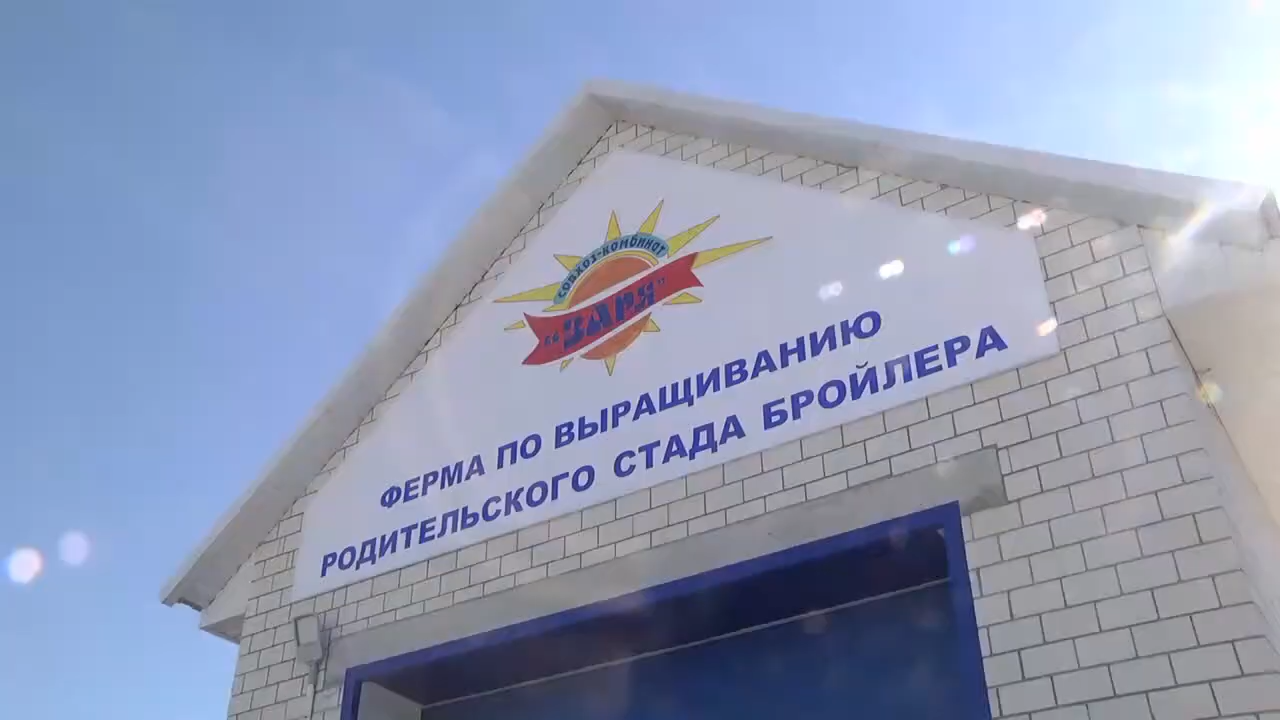 совхоз-комбинат
"ЗАРЯ"
ФЕРМА ПО ВЫРАЩИВАНИЮ
РОДИТЕЛЬСКОГО СТАДА БРОЙЛЕРА